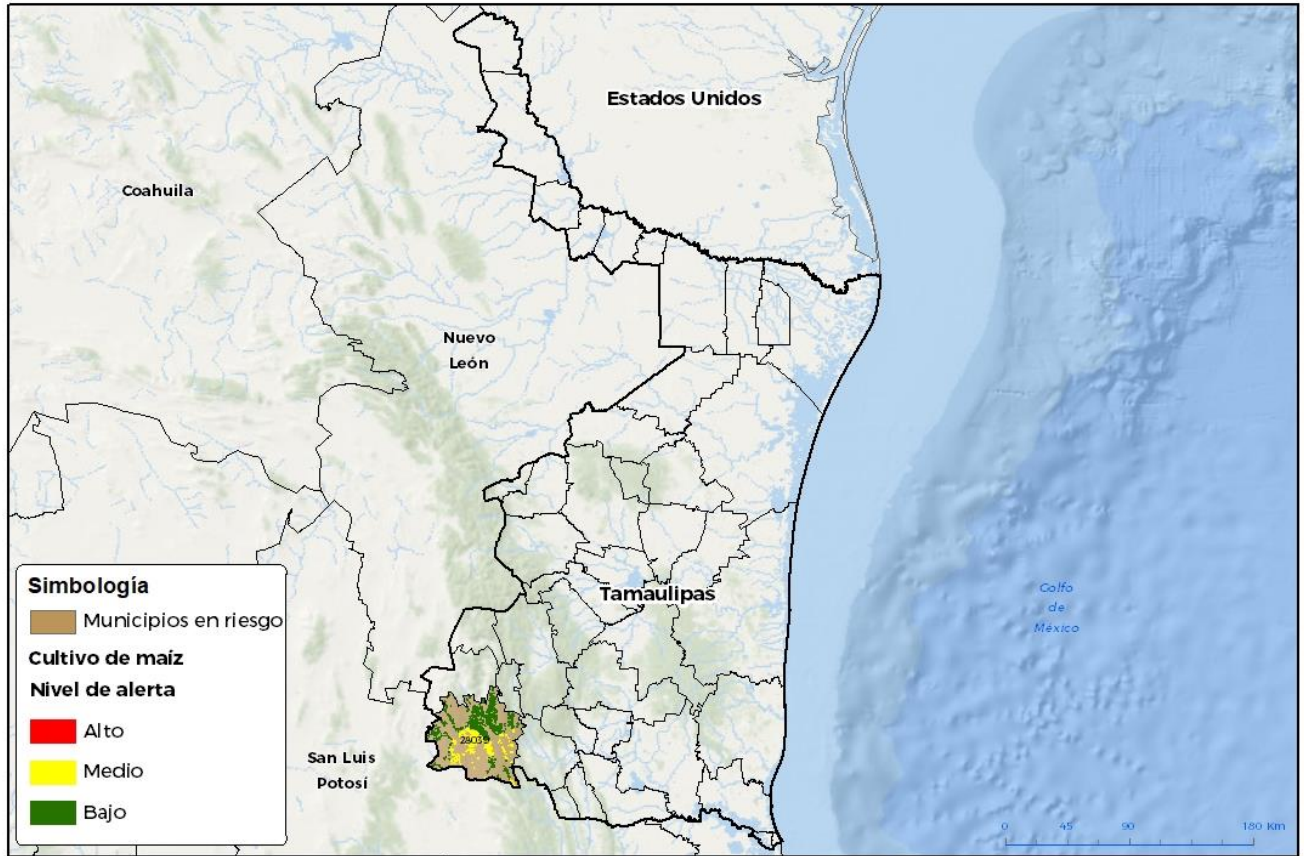 Estados Unidos
Coahuila
Nuevo
León
Tamaulipas
Golfo
de
México
San Luis
Potosí
28039
Simbología
Municipios en riesgo
Cultivo de maíz
Nivel de alerta
Alto
Medio
Bajo
0 45 90 180 Km